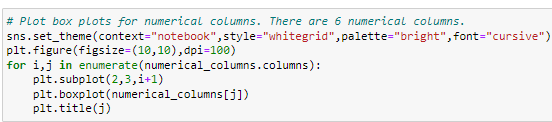 # Plot box plots for numerical columns. There are 6 numerical columns.
sns.set_theme(context="notebook",style="whitegrid",palette="bright",font="cursive")
plt.figure(figsize=(10,10),dpi=100)
for i,j in enumerate(numerical_columns.columns):
    plt.subplot(2,3,i+1)
    plt.boxplot(numerical_columns[j])
    plt.title(j)